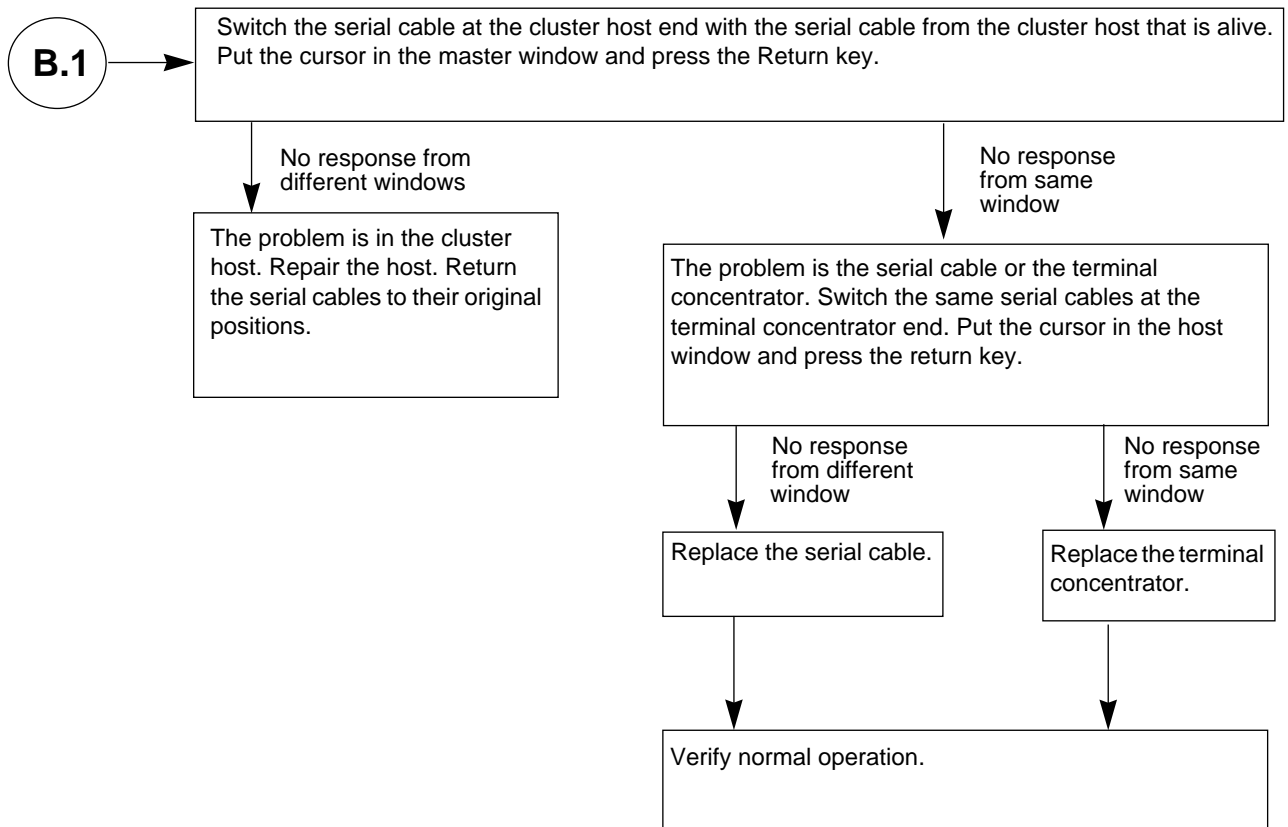 B.1
Switch the serial cable at the cluster host end with the serial cable from the cluster host that is alive.
Put the cursor in the master window and press the Return key.
No response from
different windows
No response
from same
window
The problem is in the cluster
host. Repair the host. Return
the serial cables to their original
positions.
The problem is the serial cable or the terminal
concentrator. Switch the same serial cables at the
terminal concentrator end. Put the cursor in the host
window and press the return key.
No response
from different
window
No response
from same
window
Replace the serial cable.
Replace the terminal
concentrator.
Verify normal operation.